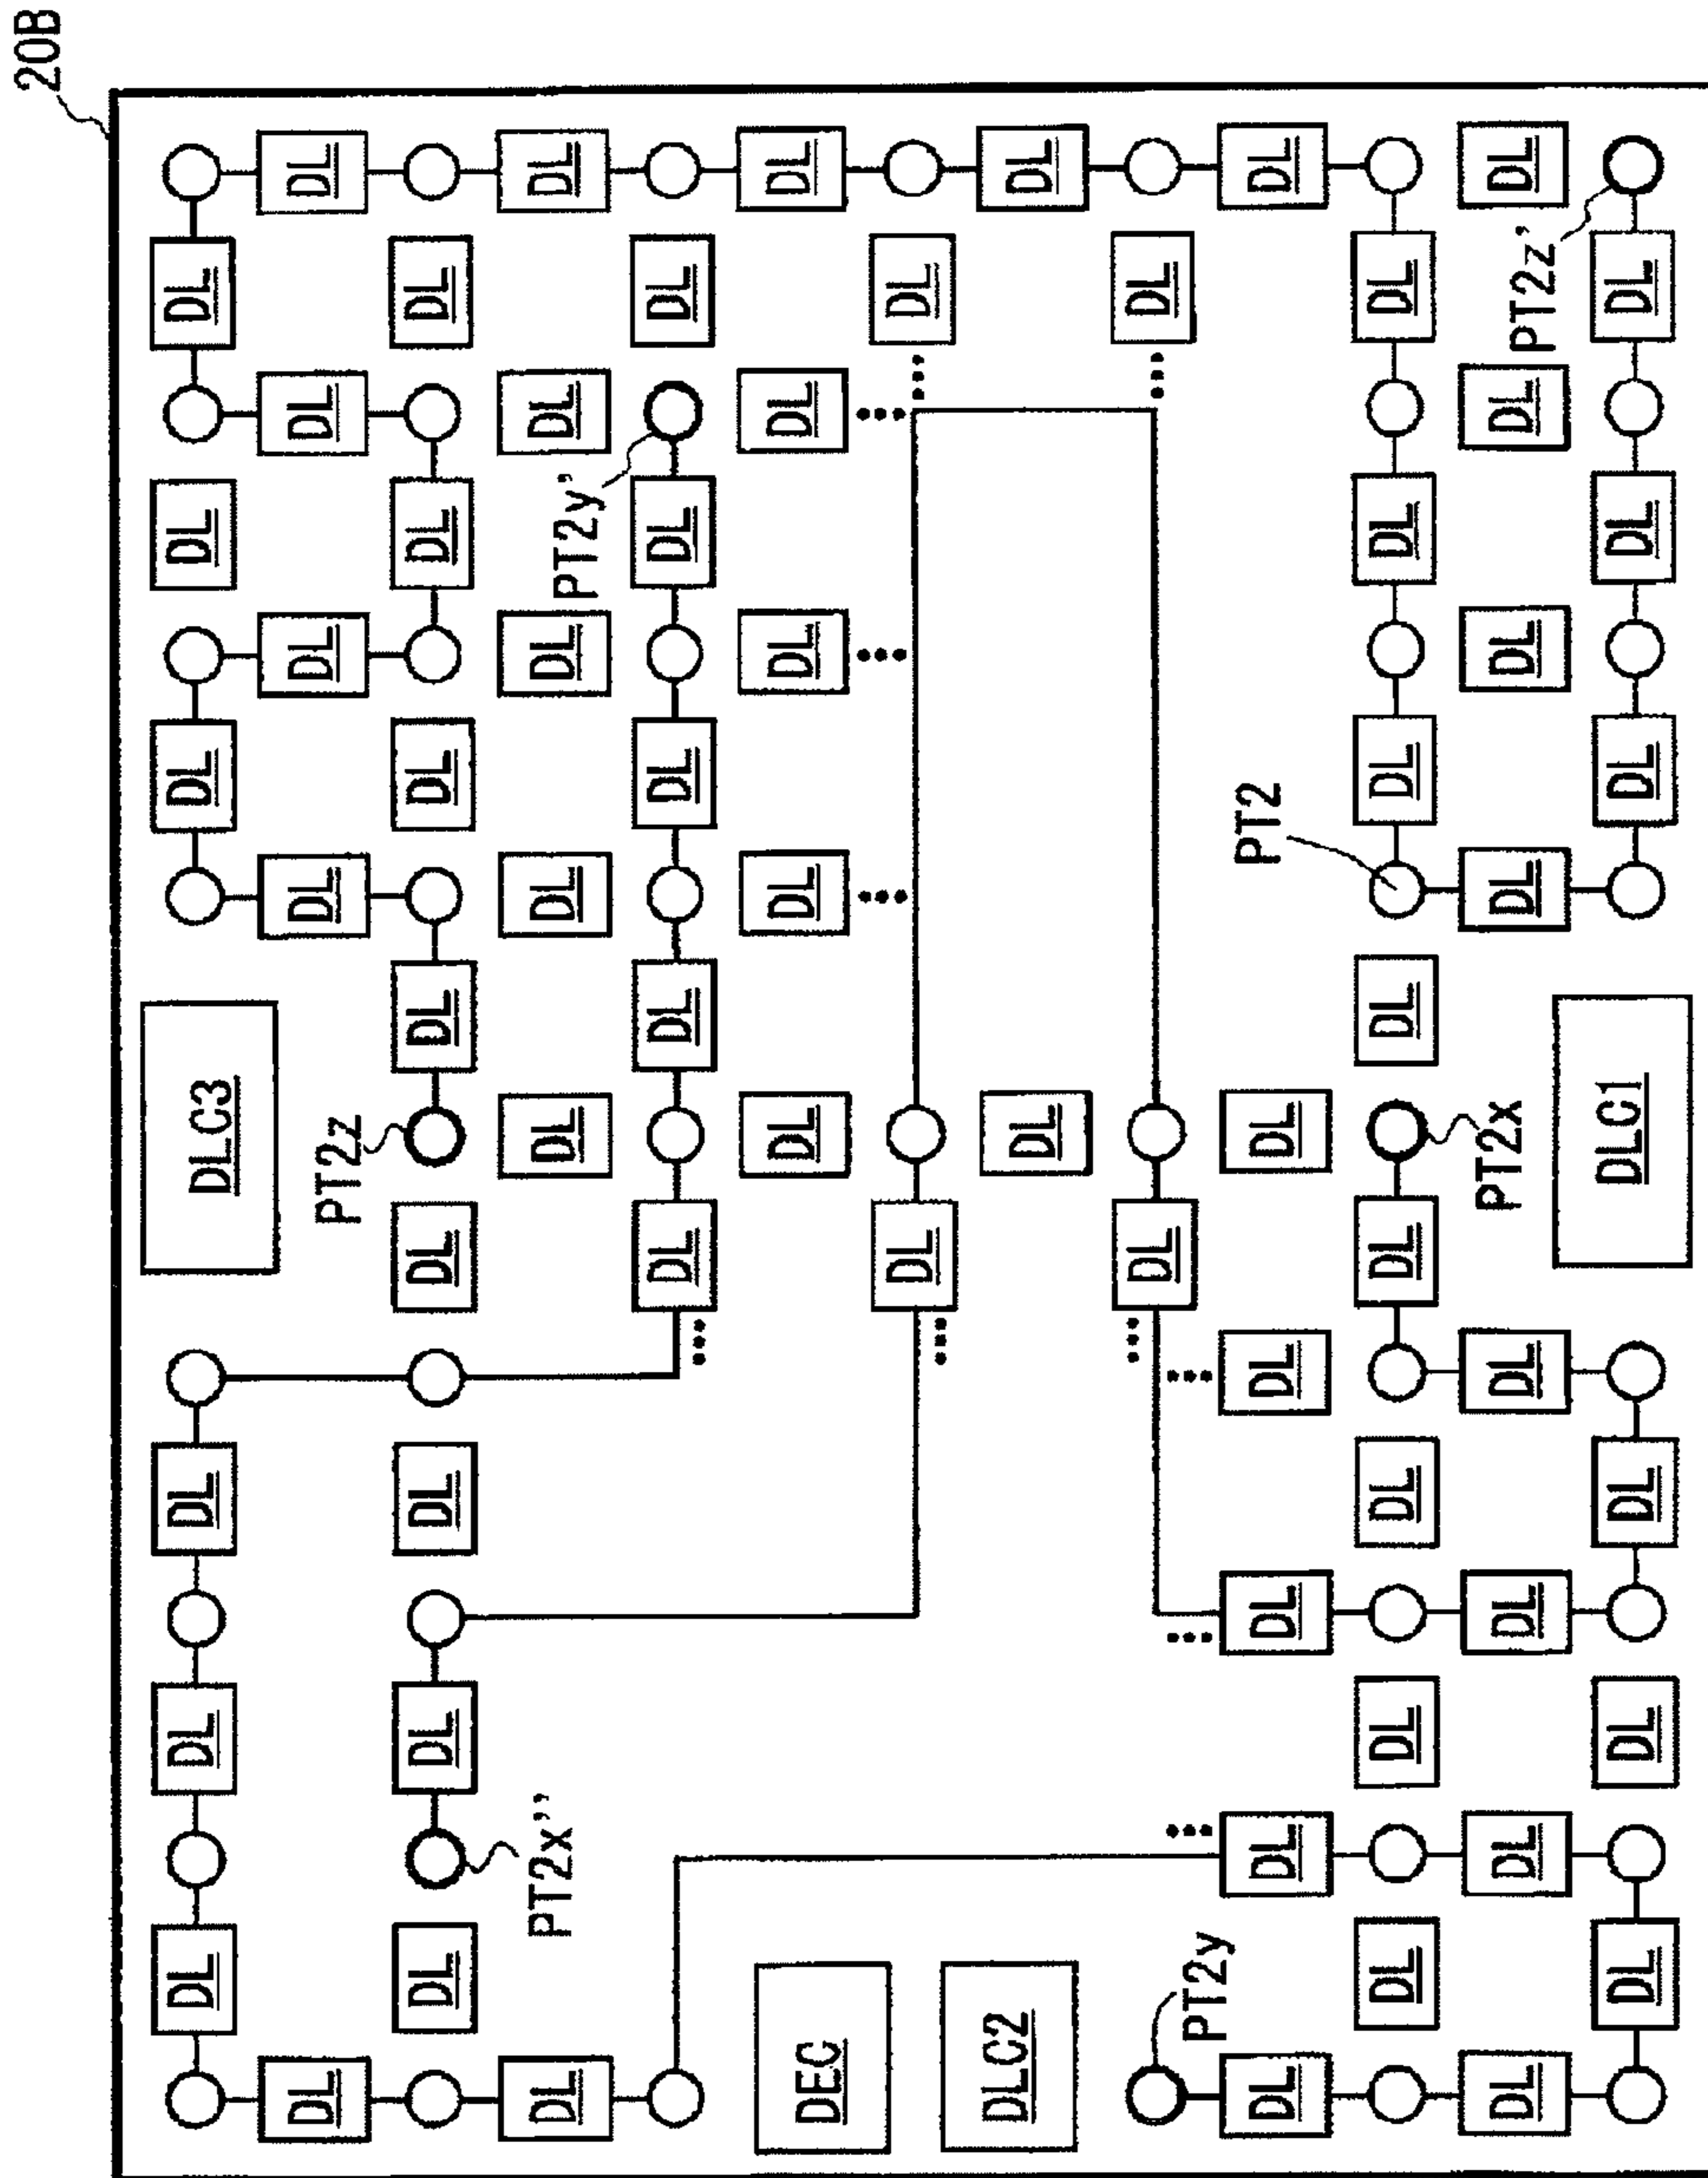 20B
DL DL DL DLC3 DL DL DL
DL DL DL DL DL
PT2z
DL DL DL DL DL DL DL DL
DL PT2x'' DL DL DL DL DL
PT2y'
DL DL DL DL DL
DEC DL DL DL DL DL
DL DL
DLC2 DL DL
DL DL
PT2y
PT2
DL DL DL DL DL DL
DL DL DL DL DL DL DL DL
PT2x
PT2z'
DL DL DL DL DL DL DL DL
DL DL DL DLC1 DL DL DL